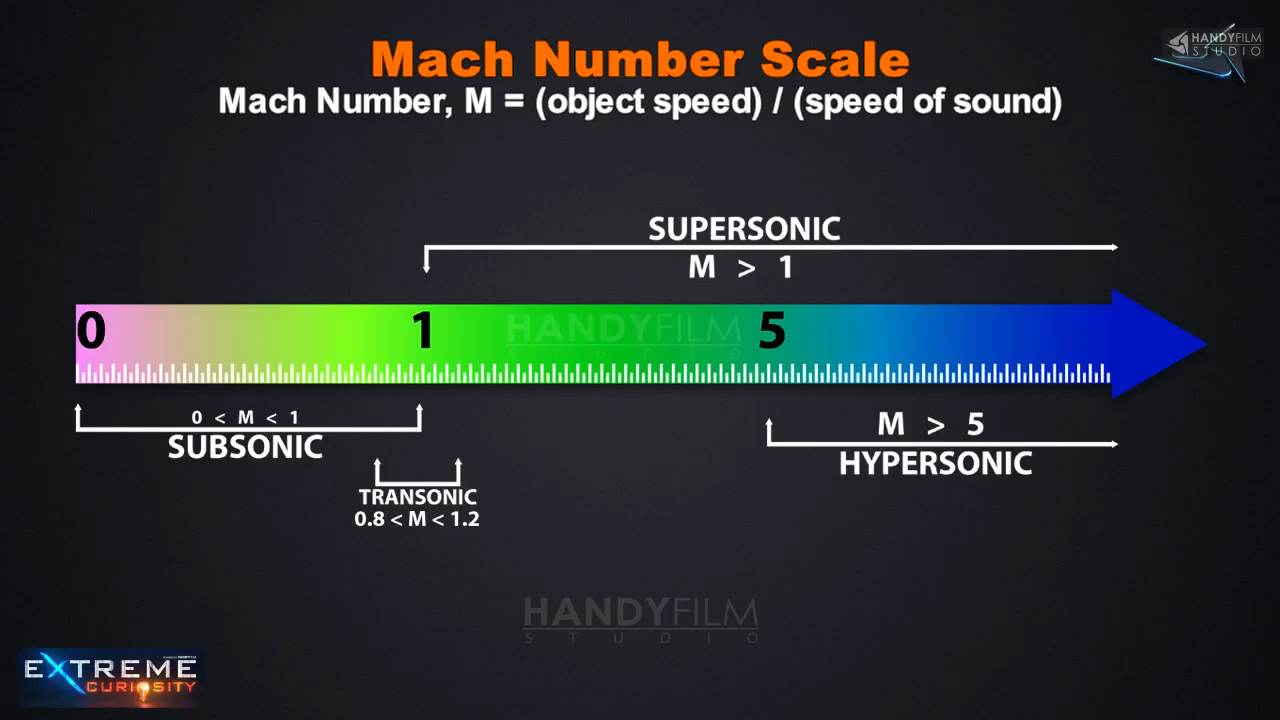 Mach Number Scale
HANDYFILM
STUDIO
Mach Number, M = (object speed) / (speed of sound)
SUPERSONIC
M > 1
0 1 5
HANDYFILM
STUDIO
0 < M < 1
SUBSONIC
M > 5
HYPERSONIC
TRANSONIC
0.8 < M < 1.2
HANDYFILM
STUDIO
EXTREME
CURIOSITY